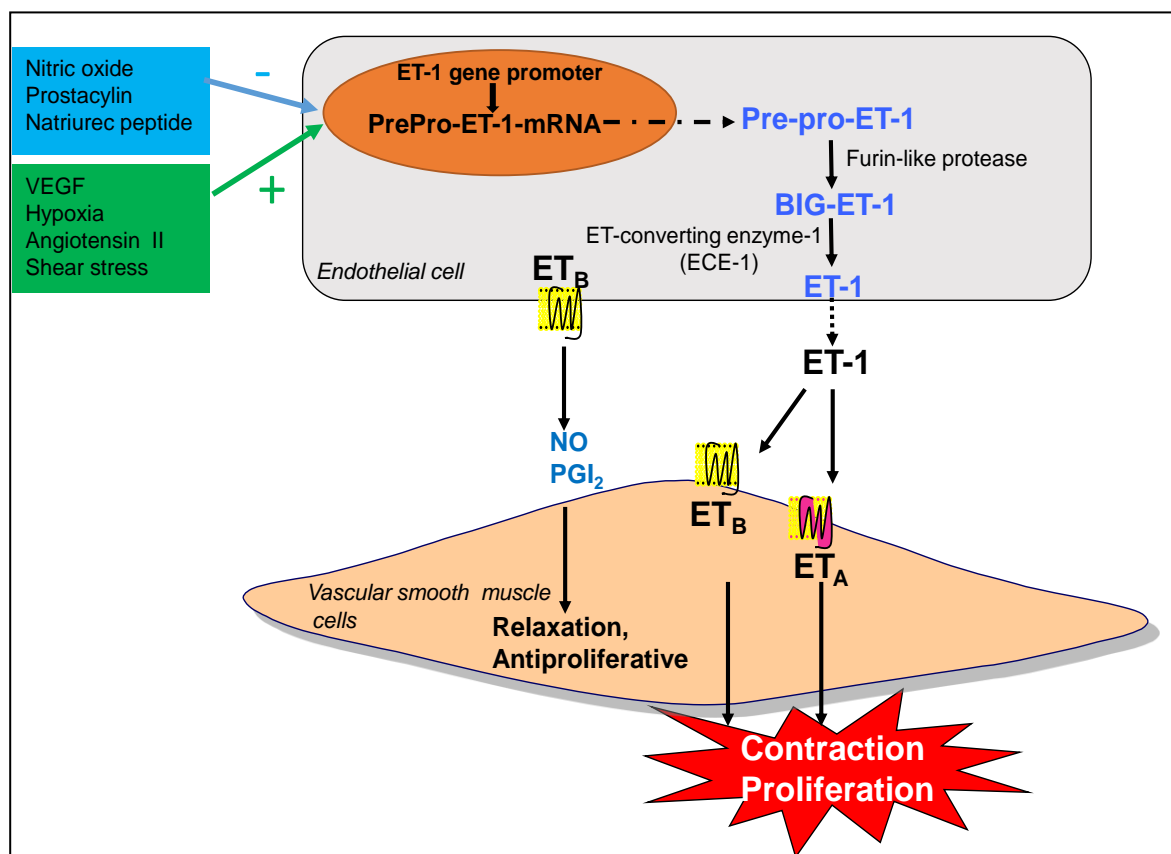 Nitric oxide
Prostacylin
Natriurec peptide
-
VEGF
Hypoxia
Angiotensin II
Shear stress
+
ET-1 gene promoter
PrePro-ET-1-mRNA
Pre-pro-ET-1
Furin-like protease
BIG-ET-1
ET-converting enzyme-1
(ECE-1)
ET-1
Endothelial cell
ETB
ET-1
NO
PGI2
ETB
ETA
Vascular smooth muscle
cells
Relaxation,
Antiproliferative
Contraction
Proliferation